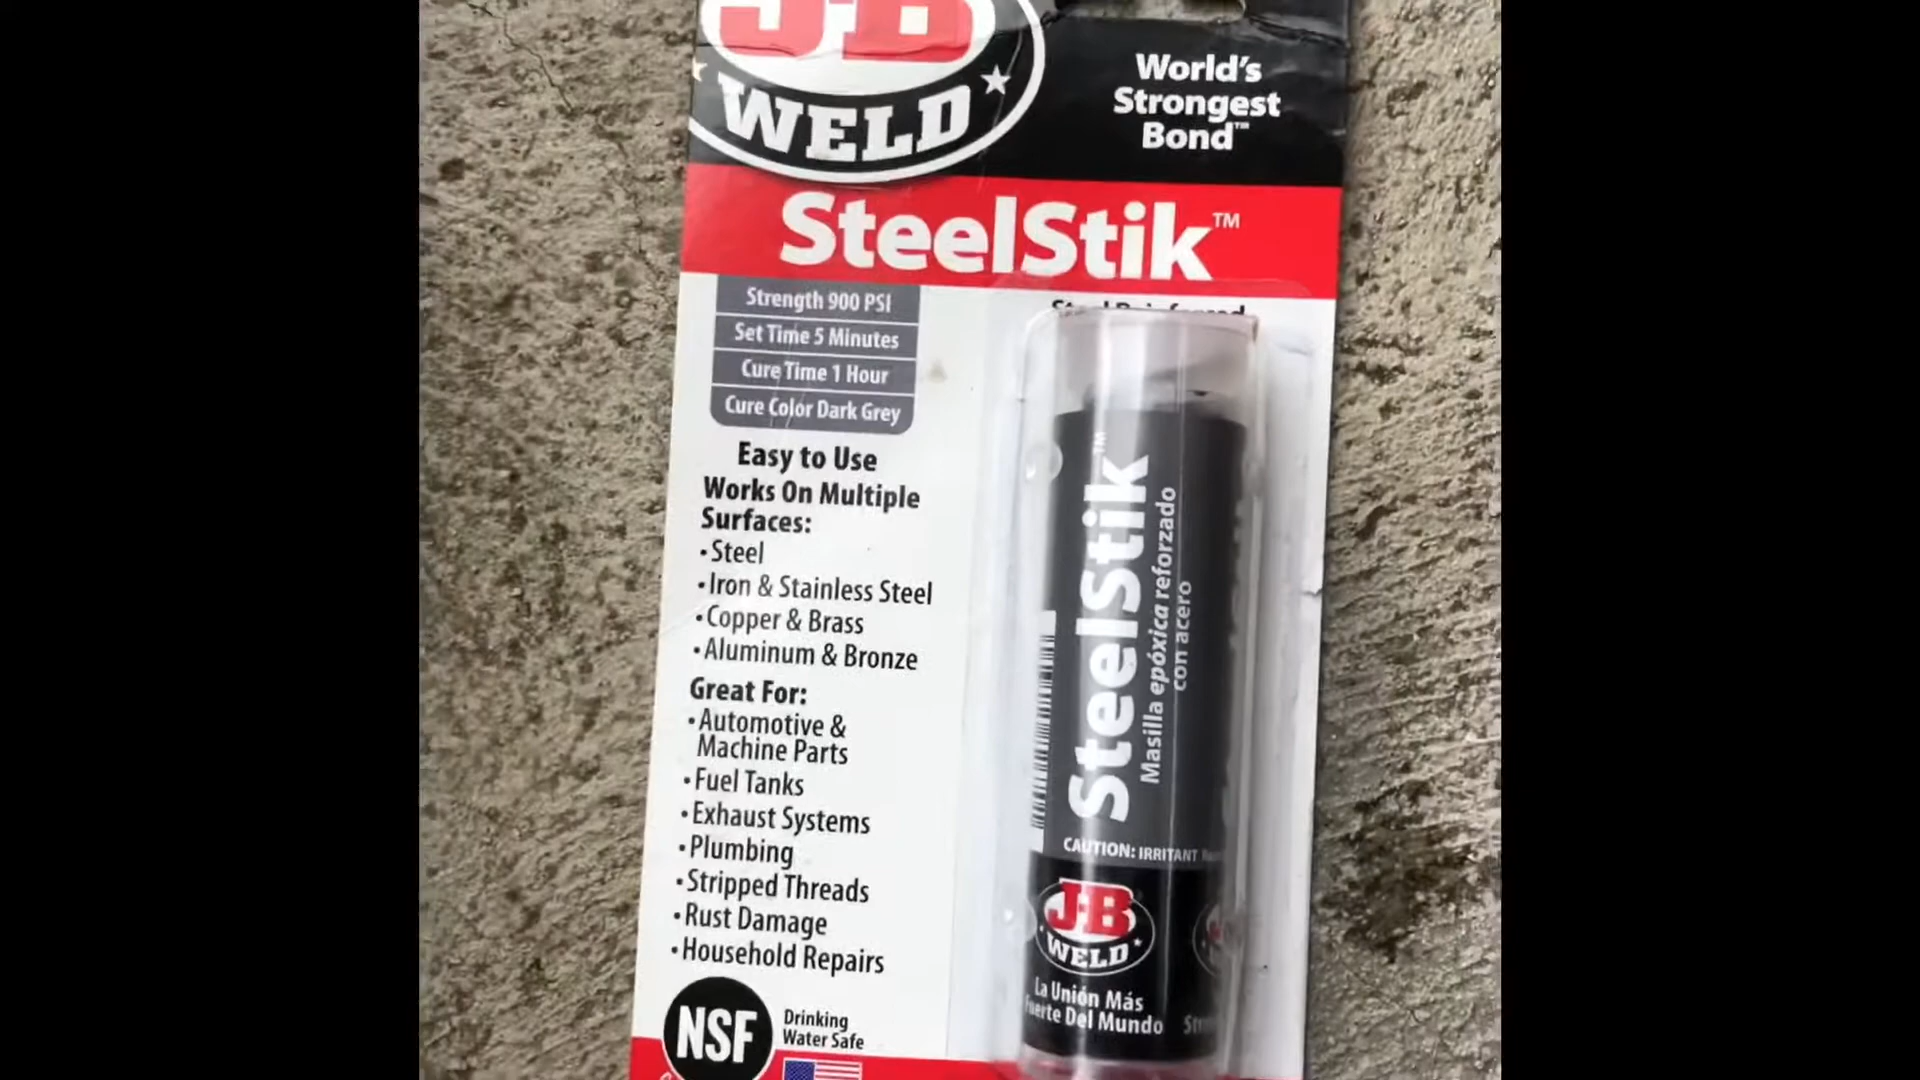 J-B
WELD
World's
Strongest
Bond™
SteelStik™
Strength 900 PSI
Set Time 5 Minutes
Cure Time 1 Hour
Cure Color Dark Grey
Easy to Use
Works On Multiple
Surfaces:
• Steel
• Iron & Stainless Steel
• Copper & Brass
• Aluminum & Bronze
Great For:
• Automotive &
Machine Parts
• Fuel Tanks
• Exhaust Systems
• Plumbing
• Stripped Threads
• Rust Damage
• Household Repairs
NSF
Drinking
Water Safe
SteelStik™
Masilla epóxica reforzado
con acero
CAUTION: IRRITANT
J-B
WELD
La Unión Más
Fuerte Del Mundo